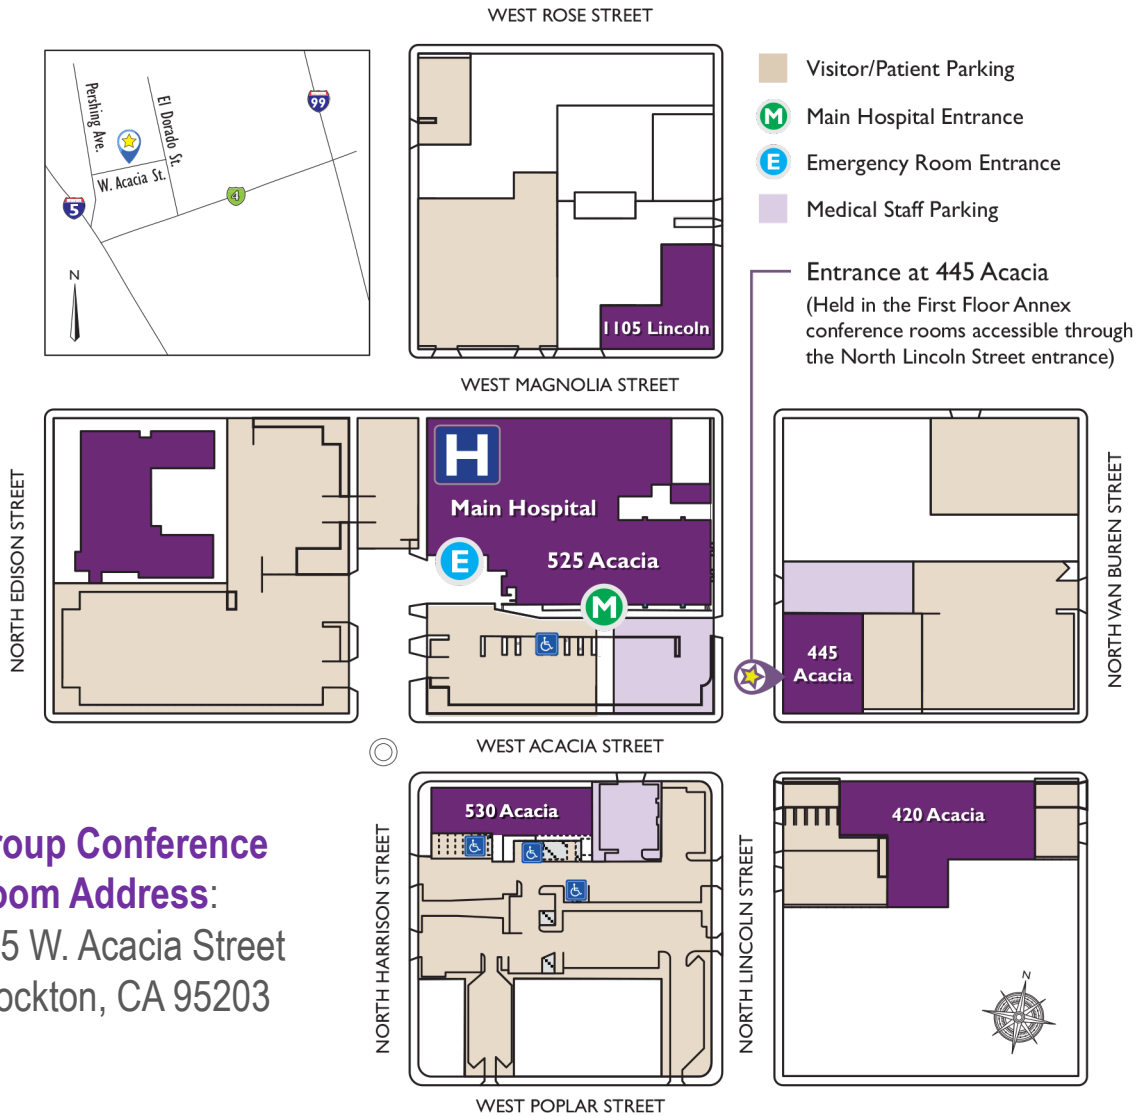 WEST ROSE STREET
Pershing Ave.
El Dorado St.
W. Acacia St.
99
5
4
N
Visitor/Patient Parking
M
Main Hospital Entrance
E
Emergency Room Entrance
Medical Staff Parking
Entrance at 445 Acacia
(Held in the First Floor Annex
conference rooms accessible through
the North Lincoln Street entrance)
1105 Lincoln
WEST MAGNOLIA STREET
NORTH EDISON STREET
H
Main Hospital
525 Acacia
E
M
445
Acacia
NORTH VAN BUREN STREET
WEST ACACIA STREET
530 Acacia
420 Acacia
NORTH HARRISON STREET
NORTH LINCOLN STREET
roup Conference
oom Address:
5 W. Acacia Street
ockton, CA 95203
N
WEST POPLAR STREET